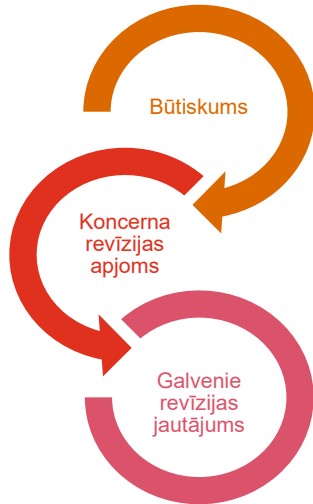 Būtiskums
Koncerna
revīzijas
apjoms
Galvenie
revīzijas
jautājums